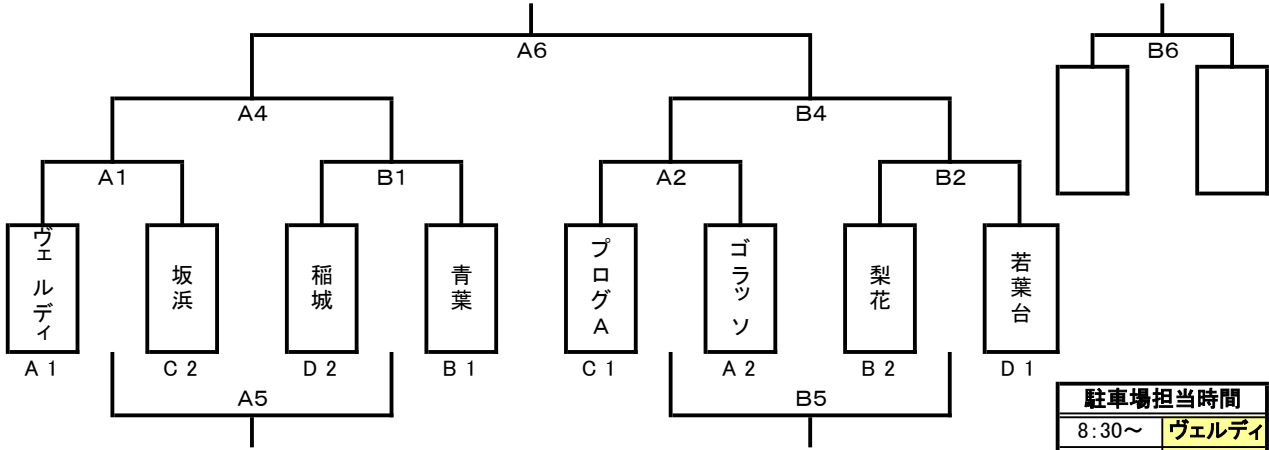 A6
B6
A4
B4
A1
B1
A2
B2
ヴェルディ
坂浜
稲城
青葉
プログA
ゴラッソ
梨花
若葉台
A 1
C 2
D 2
B 1
C 1
A 2
B 2
D 1
A5
B5
駐車場担当時間
8:30～ ヴェルディ